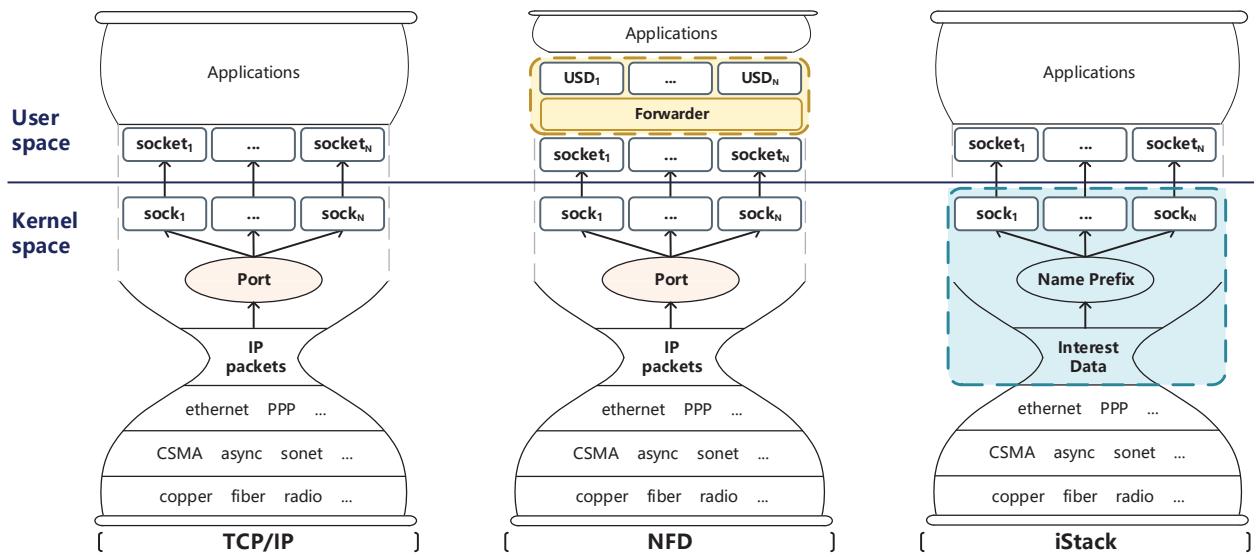 User
space
Kernel
space
Applications
socket₁ ... socketN
sock₁ ... sockN
Port
IP
packets
ethernet PPP ...
CSMA async sonet ...
copper fiber radio ...
[ TCP/IP ]
Applications
USD₁ ... USDN
Forwarder
socket₁ ... socketN
sock₁ ... sockN
Port
IP
packets
ethernet PPP ...
CSMA async sonet ...
copper fiber radio ...
[ NFD ]
Applications
socket₁ ... socketN
sock₁ ... sockN
Name Prefix
Interest
Data
ethernet PPP ...
CSMA async sonet ...
copper fiber radio ...
[ iStack ]